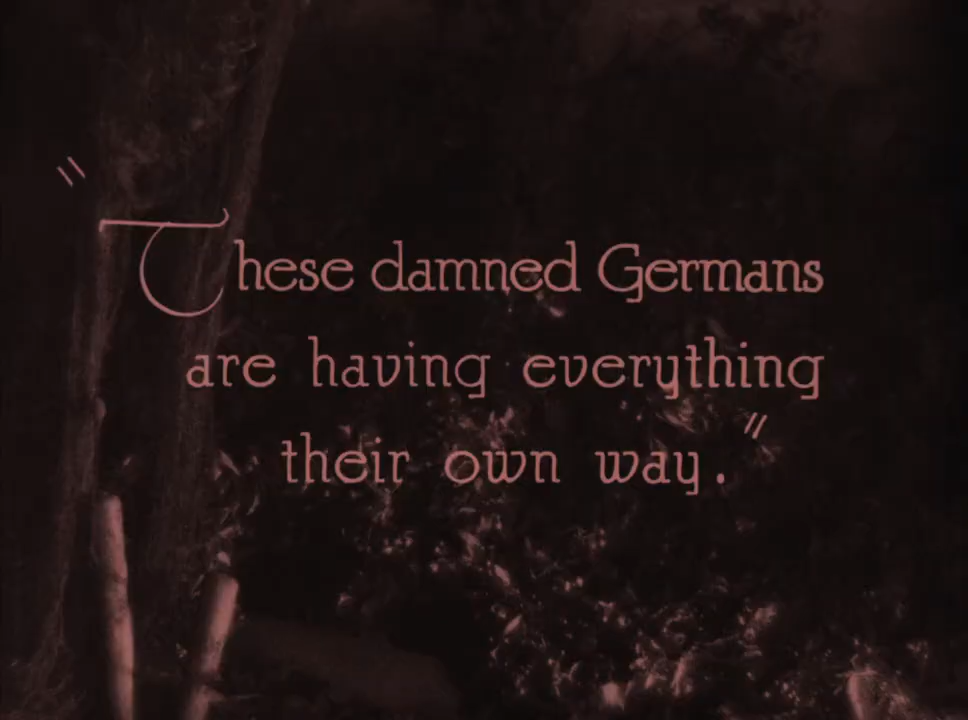 "These damned Germans
are having everything
their own way."